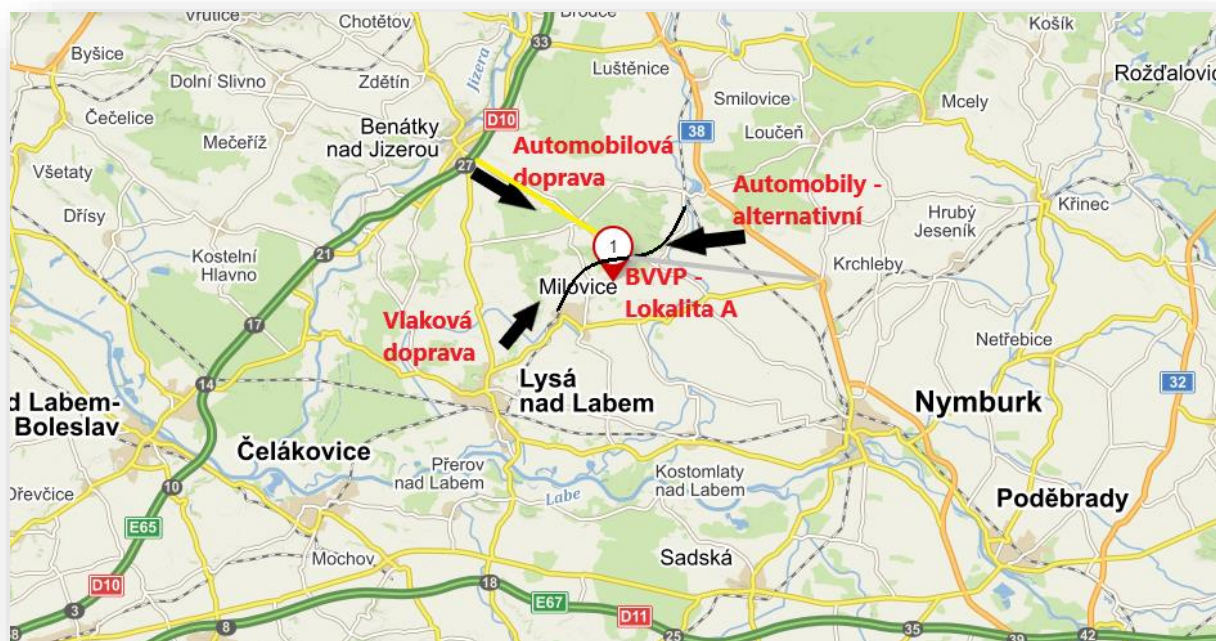 Vrutice
Chotětov
Brodce
Košík
Byšice
33
Jizera
Luštěnice
Rožďalovic
Dolní Slivno
Zdětín
Smilovice
Mcely
Čečelice
D10
38
Loučeň
Mečeříž
Benátky
nad Jizerou
Automobilová
doprava
27
Všetaty
Automobily -
alternativní
Křinec
Dřísy
Hrubý
Jeseník
21
Kostelní
Hlavno
1
Krchleby
Milovice
BVVP -
Lokalita A
Vlaková
doprava
17
Netřebice
14
32
Lysá
nad Labem
d Labem-
Boleslav
Nymburk
Čelákovice
Přerov
nad Labem
Kostomlaty
nad Labem
Labe
Dřevčice
10
Poděbrady
E65
Sadská
Mochov
D10
18
3
E67
D11
8
8
25
35
39
42